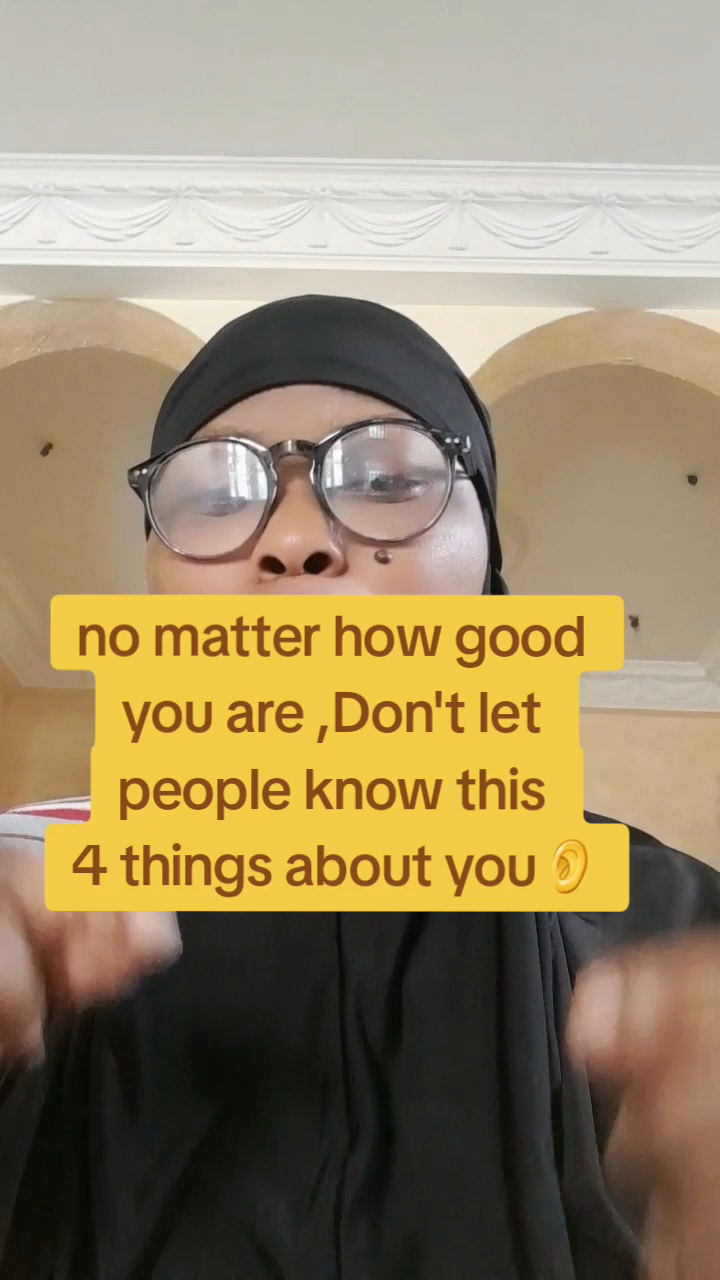 no matter how good
you are ,Don't let
people know this
4 things about you👂